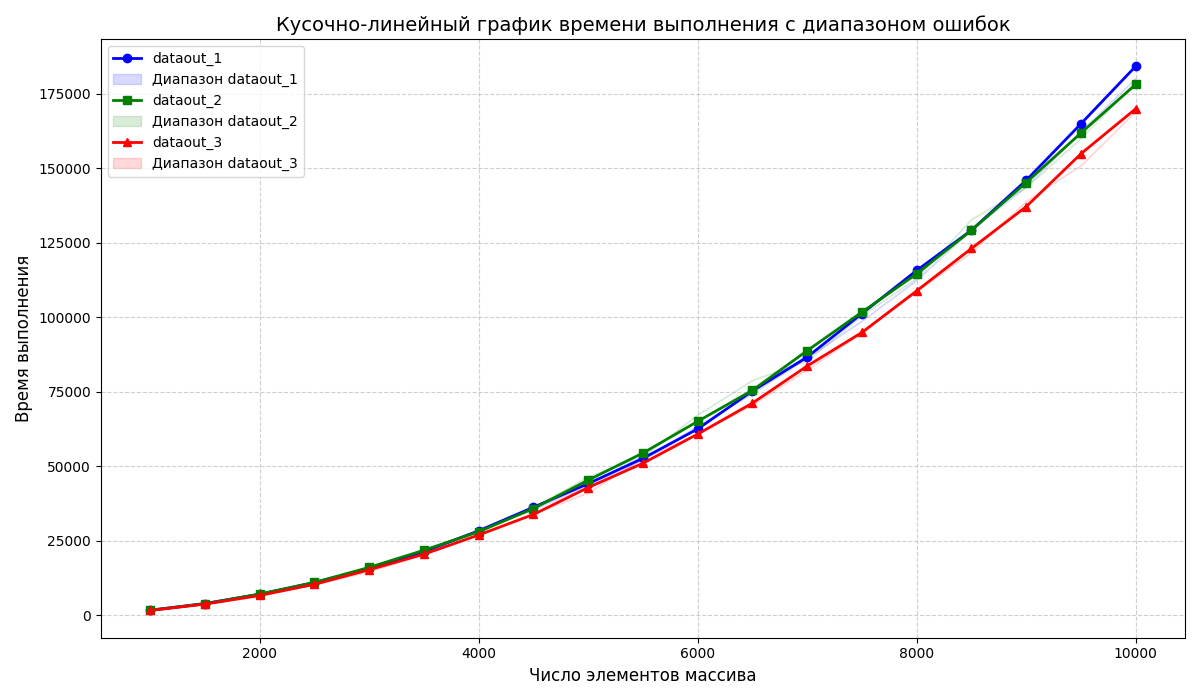 Кусочно-линейный график времени выполнения с диапазоном ошибок
dataout_1
Диапазон dataout_1
dataout_2
Диапазон dataout_2
dataout_3
Диапазон dataout_3
Время выполнения
175000
150000
125000
100000
75000
50000
25000
0
2000 4000 6000 8000 10000
Число элементов массива